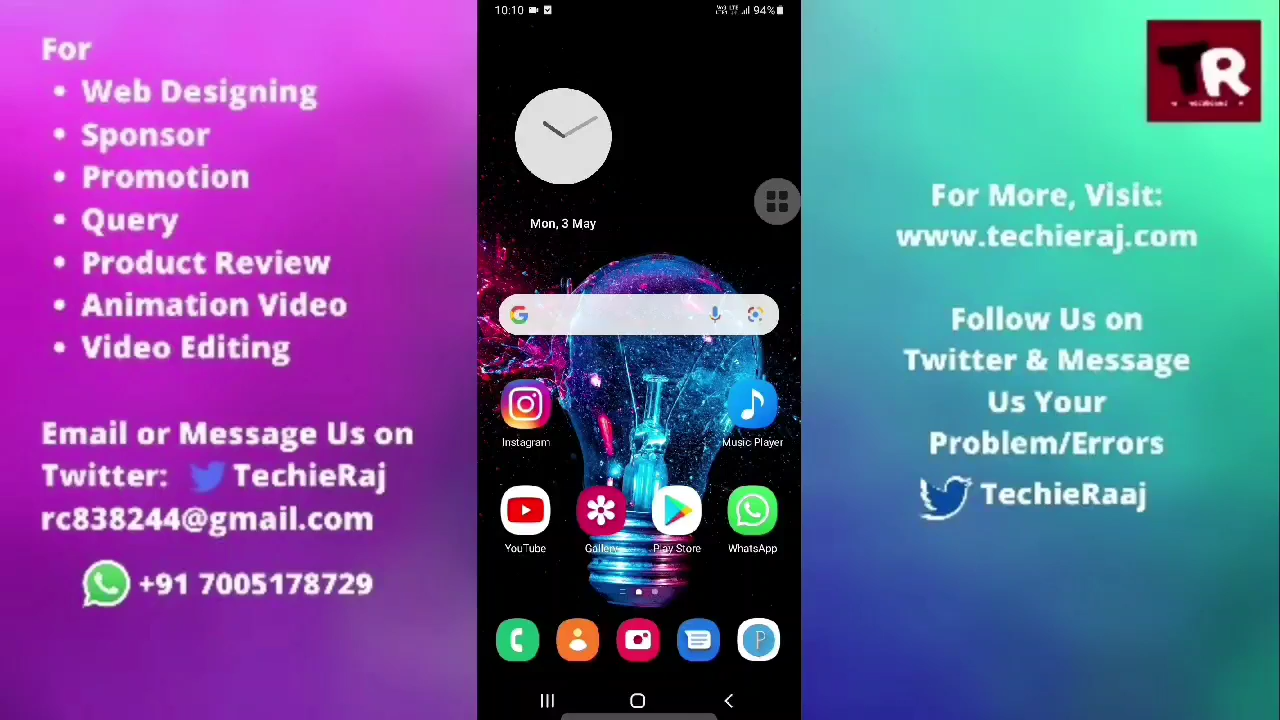 For
• Web Designing
• Sponsor
• Promotion
• Query
• Product Review
• Animation Video
• Video Editing
Email or Message Us on
Twitter: TechieRaj
rc838244@gmail.com
+91 7005178729
10:10
94%
Mon, 3 May
G
Instagram
Music Player
YouTube
Gallery
Play Store
WhatsApp
P
TR
For More, Visit:
www.techieraj.com
Follow Us on
Twitter & Message
Us Your
Problem/Errors
TechieRaaj